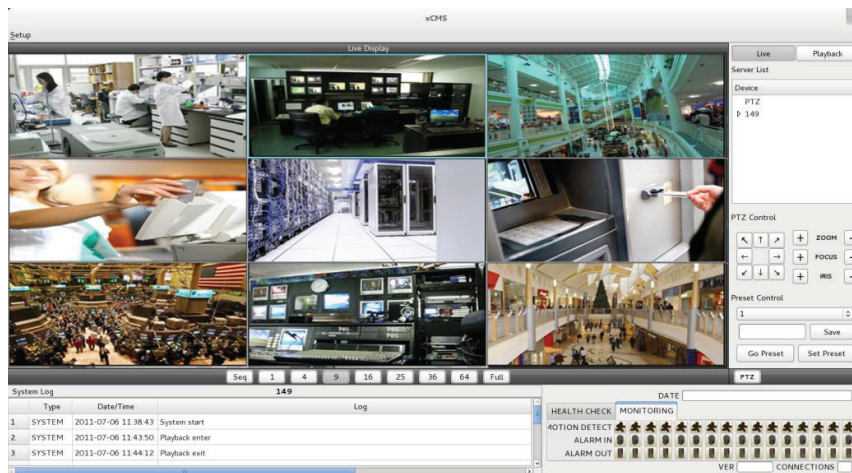 xCMS
Setup
Live Display
Live Playback
Server List
Device
PTZ
149
PTZ Control
+ ZOOM -
+ FOCUS -
+ IRIS -
Preset Control
1
Save
Go Preset Set Preset
Seq 1 4 9 16 25 36 64 Full PTZ
System Log 149
Type Date/Time Log
1 SYSTEM 2011-07-06 11:38:43 System start
2 SYSTEM 2011-07-06 11:43:50 Playback enter
3 SYSTEM 2011-07-06 11:44:12 Playback exit
DATE
HEALTH CHECK MONITORING
MOTION DETECT
ALARM IN
ALARM OUT
VER CONNECTIONS